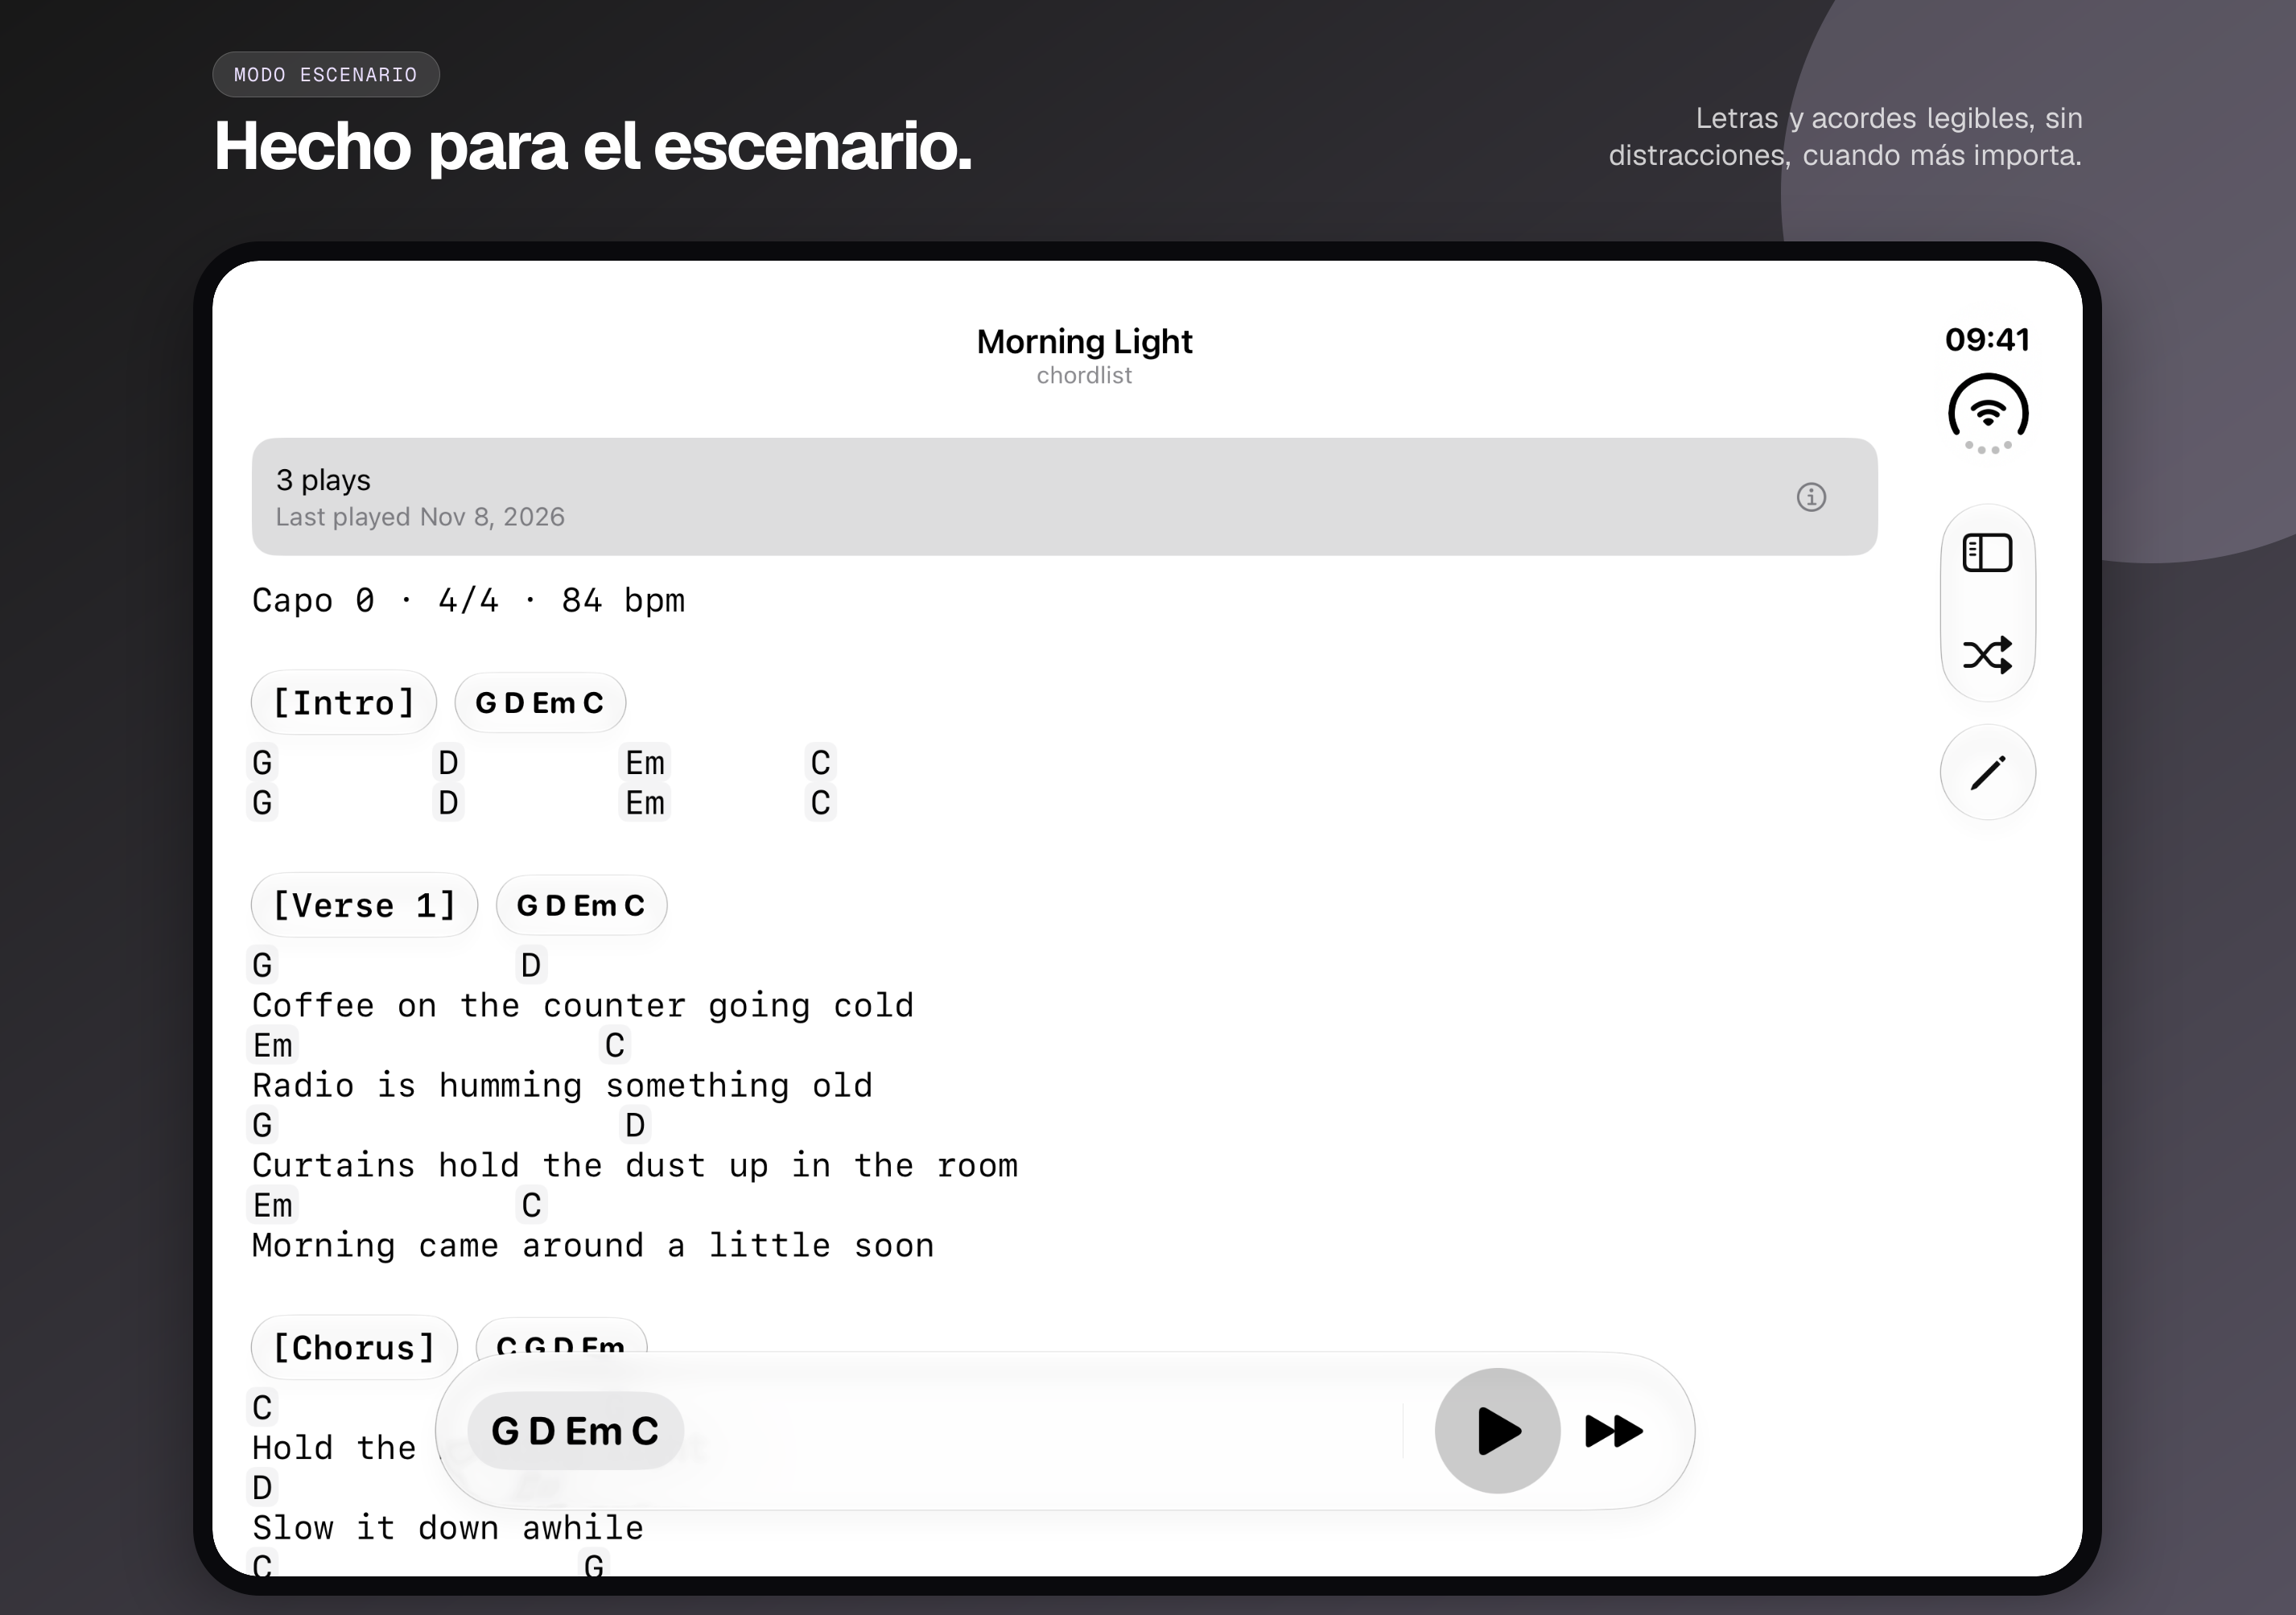 MODO ESCENARIO
Hecho para el escenario.
Letras y acordes legibles, sin
distracciones, cuando más importa.
Morning Light
chordlist
09:41
3 plays
Last played Nov 8, 2026
Capo 0 · 4/4 · 84 bpm
[Intro] G D Em C
G D Em C
G D Em C
[Verse 1] G D Em C
G D
Coffee on the counter going cold
Em C
Radio is humming something old
G D
Curtains hold the dust up in the room
Em C
Morning came around a little soon
[Chorus] C G D Em
C
Hold the
D
Slow it down awhile
C G
G D Em C